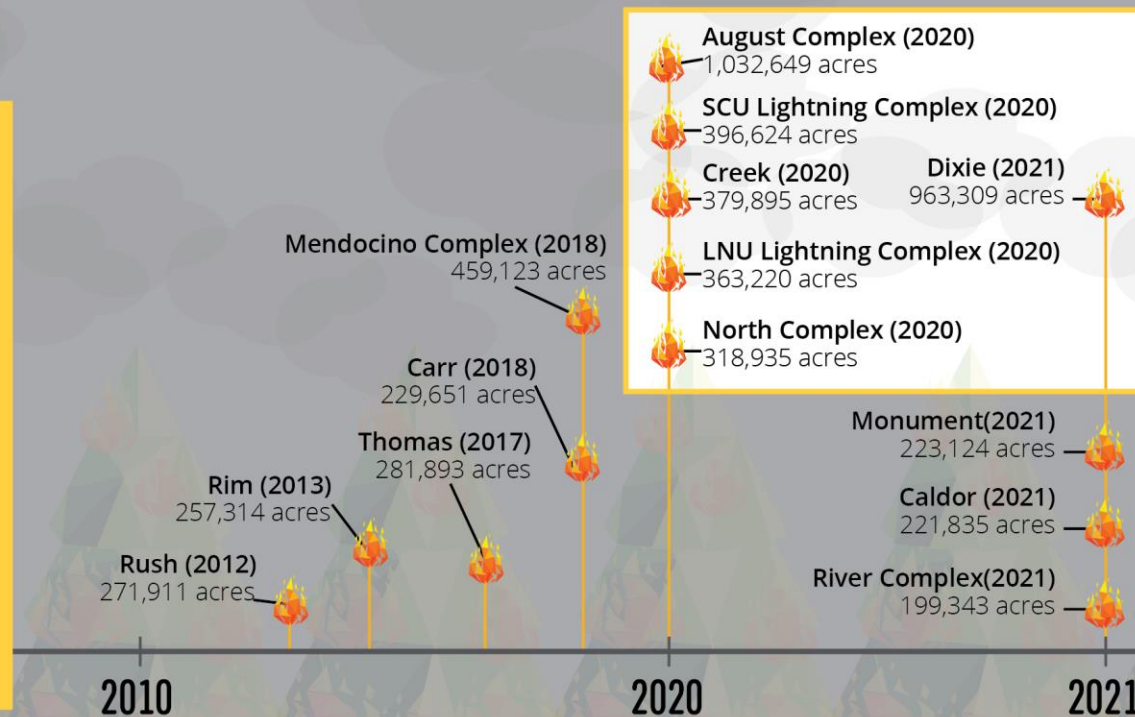 August Complex (2020)
1,032,649 acres
SCU Lightning Complex (2020)
396,624 acres
Creek (2020)
379,895 acres
Dixie (2021)
963,309 acres
LNU Lightning Complex (2020)
363,220 acres
North Complex (2020)
318,935 acres
Mendocino Complex (2018)
459,123 acres
Carr (2018)
229,651 acres
Thomas (2017)
281,893 acres
Rim (2013)
257,314 acres
Rush (2012)
271,911 acres
Monument(2021)
223,124 acres
Caldor (2021)
221,835 acres
River Complex(2021)
199,343 acres
2010
2020
2021